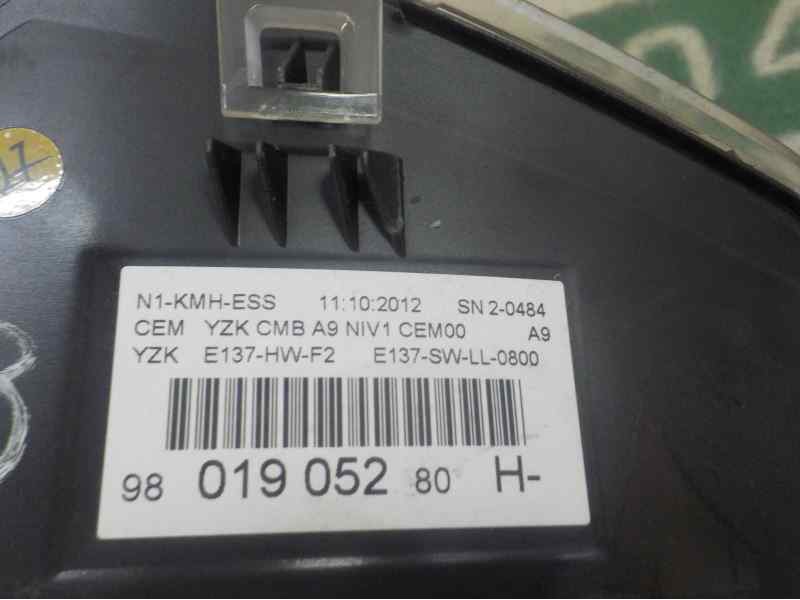 17
N1-KMH-ESS 11:10:2012 SN 2-0484
CEM YZK CMB A9 NIV1 CEM00 A9
YZK E137-HW-F2 E137-SW-LL-0800
98 019 052 80 H-